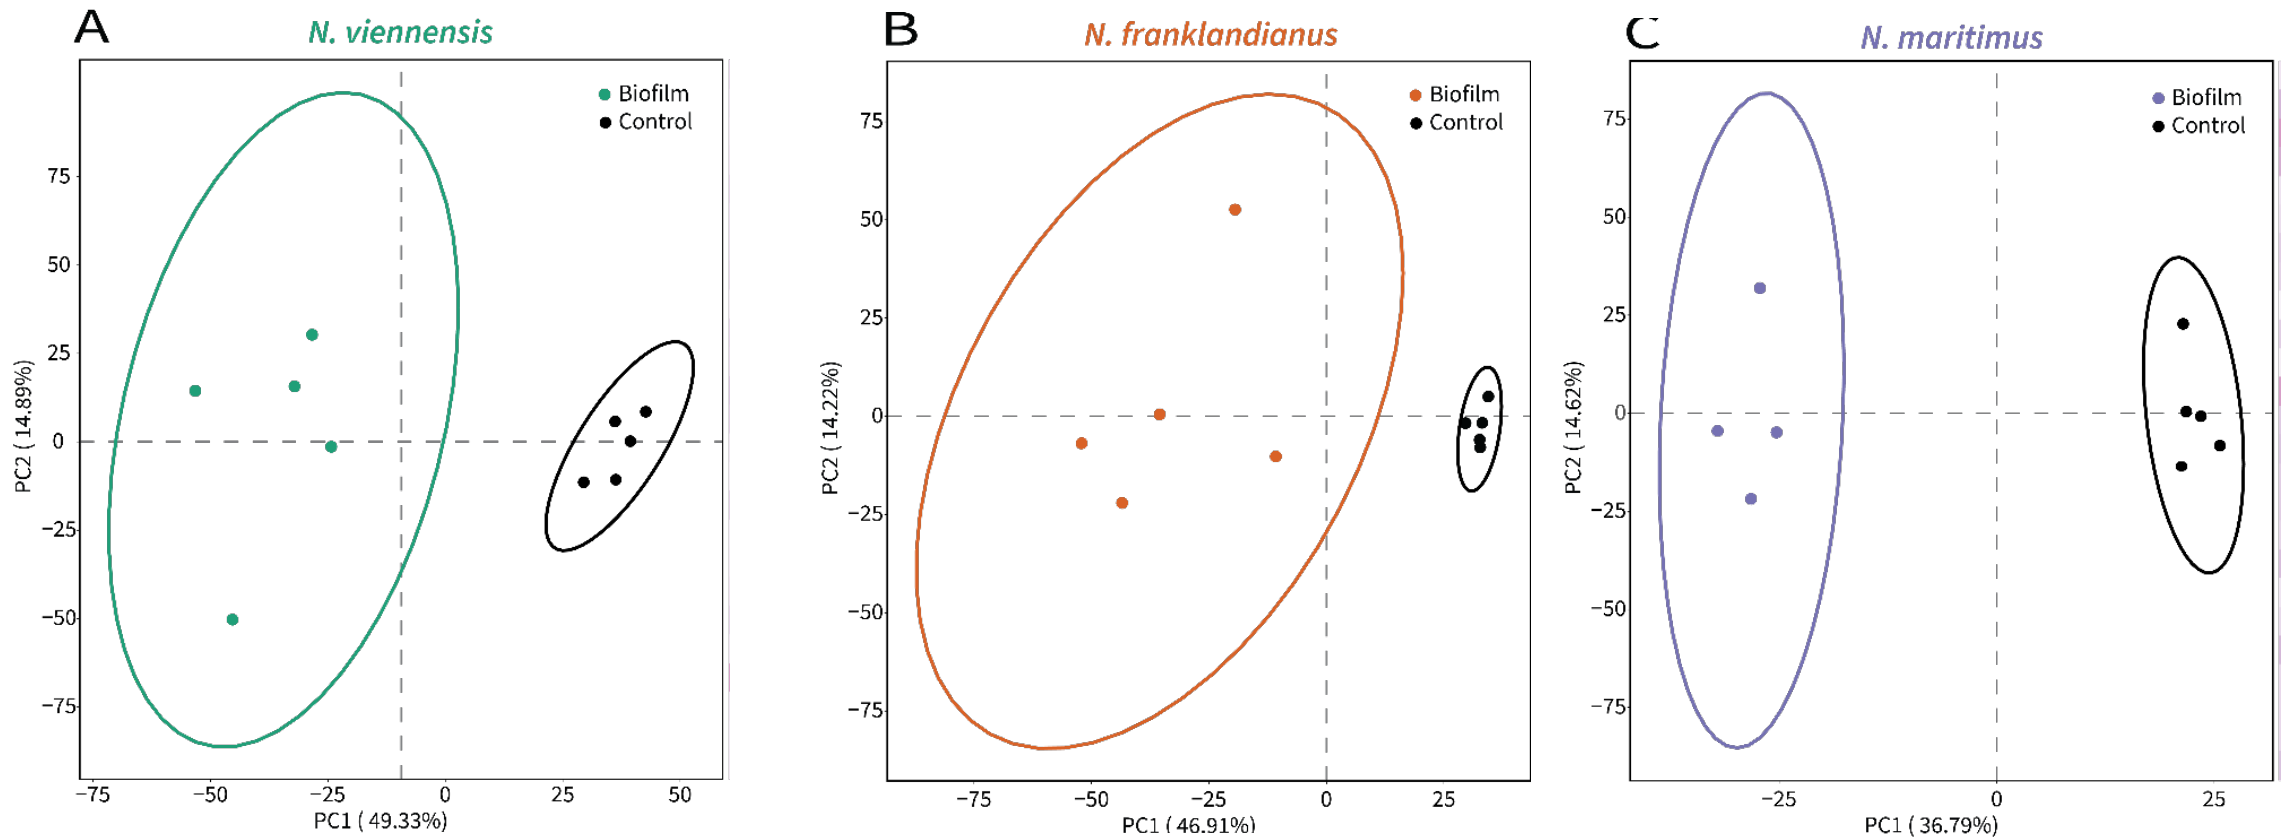 A
N. viennensis
Biofilm
Control
75
50
25
0
−25
−50
−75
PC2 ( 14.89%)
−75
−50
−25
0
25
50
PC1 ( 49.33%)
B
N. franklandianus
Biofilm
Control
75
50
25
0
−25
−50
−75
PC2 ( 14.22%)
−75
−50
−25
0
25
PC1 ( 46.91%)
C
N. maritimus
Biofilm
Control
75
50
25
0
−25
−50
−75
PC2 ( 14.62%)
−25
0
25
PC1 ( 36.79%)